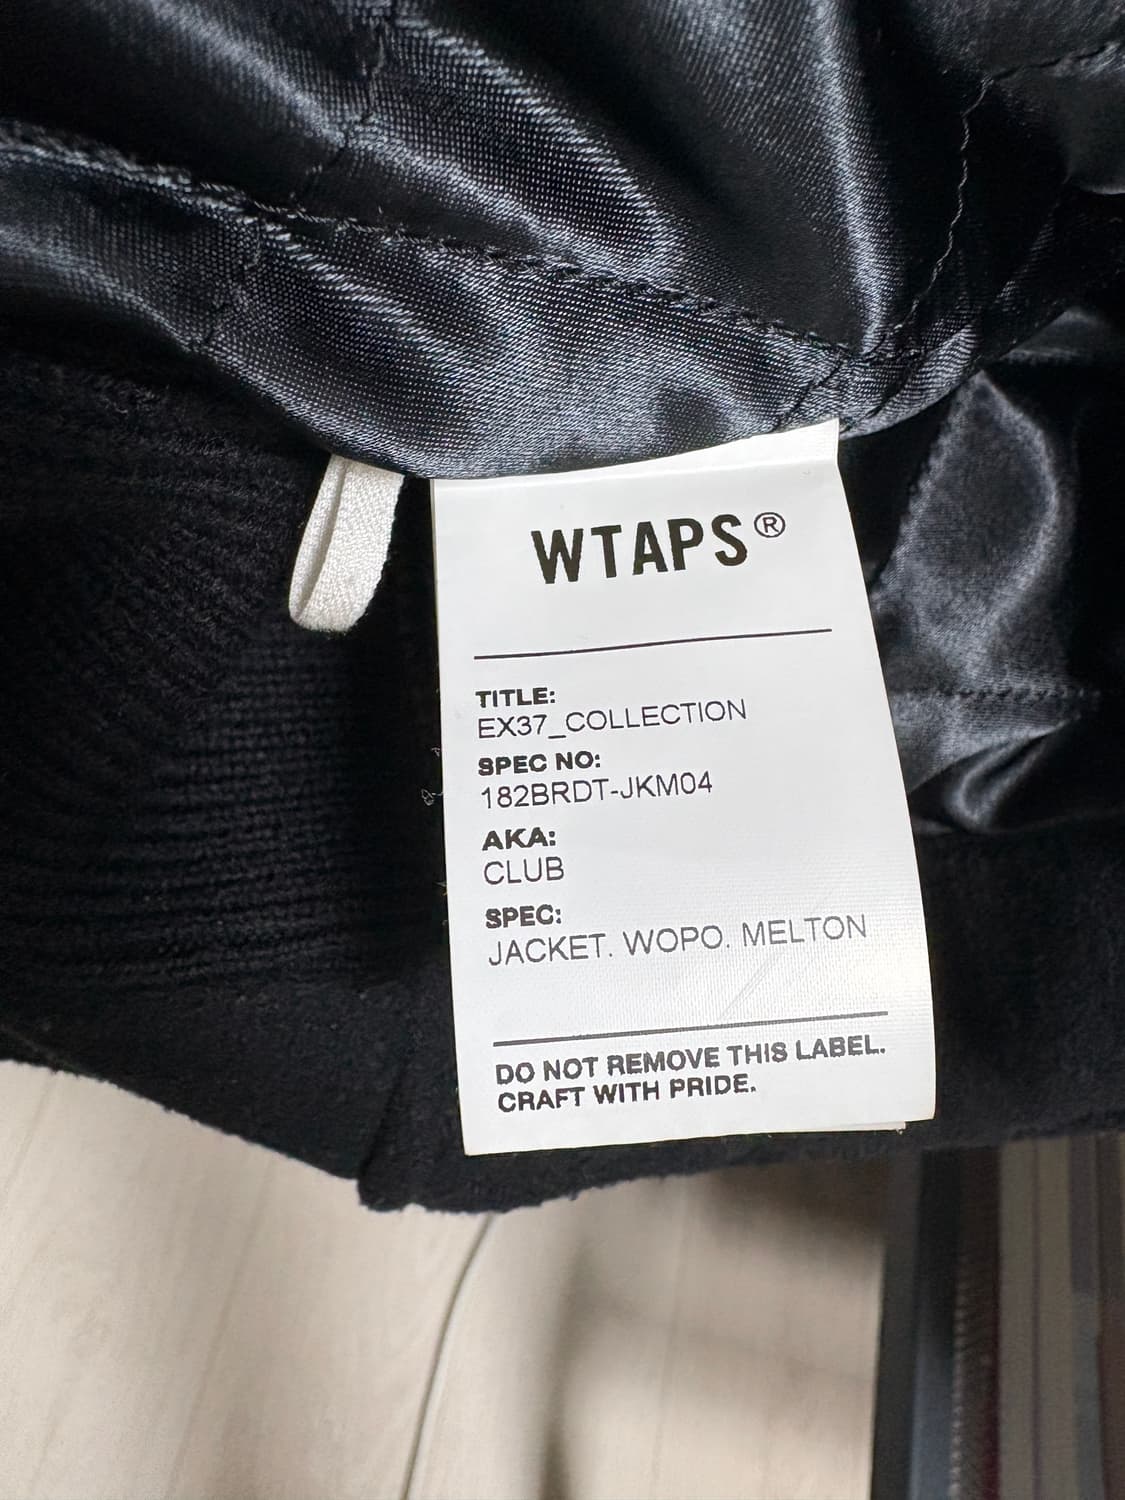 WTAPS®
TITLE:
EX37_COLLECTION
SPEC NO:
182BRDT-JKM04
AKA:
CLUB
SPEC:
JACKET. WOPO. MELTON
DO NOT REMOVE THIS LABEL.
CRAFT WITH PRIDE.